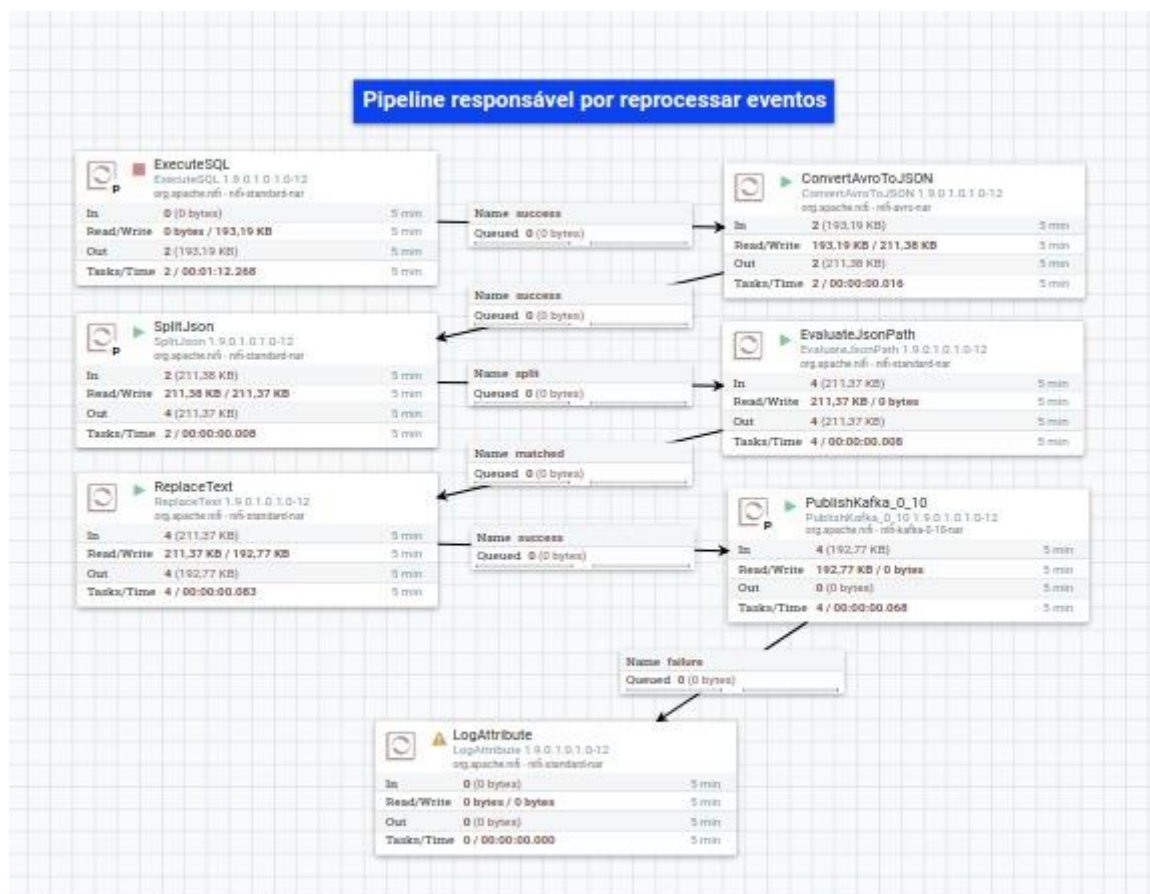 Pipeline responsável por reprocessar eventos
ExecuteSQL
ExecuteSQL 1.9.0.1.0.1.0-12
org.apache.nifi - nifi-standard-nar
In 0 (0 bytes) 5 min
Read/Write 0 bytes / 193,19 KB 5 min
Out 2 (193,19 KB) 5 min
Tasks/Time 2 / 00:01:12.268 5 min
Name success
Queued 0 (0 bytes)
ConvertAvroToJSON
ConvertAvroToJSON 1.9.0.1.0.1.0-12
org.apache.nifi - nifi-avro-nar
In 2 (193,19 KB) 5 min
Read/Write 193,19 KB / 211,38 KB 5 min
Out 2 (211,38 KB) 5 min
Tasks/Time 2 / 00:00:00.016 5 min
Name success
Queued 0 (0 bytes)
SplitJson
SplitJson 1.9.0.1.0.1.0-12
org.apache.nifi - nifi-standard-nar
In 2 (211,38 KB) 5 min
Read/Write 211,38 KB / 211,37 KB 5 min
Out 4 (211,37 KB) 5 min
Tasks/Time 2 / 00:00:00.008 5 min
Name split
Queued 0 (0 bytes)
EvaluateJsonPath
EvaluateJsonPath 1.9.0.1.0.1.0-12
org.apache.nifi - nifi-standard-nar
In 4 (211,37 KB) 5 min
Read/Write 211,37 KB / 0 bytes 5 min
Out 4 (211,37 KB) 5 min
Tasks/Time 4 / 00:00:00.008 5 min
Name matched
Queued 0 (0 bytes)
ReplaceText
ReplaceText 1.9.0.1.0.1.0-12
org.apache.nifi - nifi-standard-nar
In 4 (211,37 KB) 5 min
Read/Write 211,37 KB / 192,77 KB 5 min
Out 4 (192,77 KB) 5 min
Tasks/Time 4 / 00:00:00.083 5 min
Name success
Queued 0 (0 bytes)
PublishKafka_0_10
PublishKafka_0_10 1.9.0.1.0.1.0-12
org.apache.nifi - nifi-kafka-0-10-nar
In 4 (192,77 KB) 5 min
Read/Write 192,77 KB / 0 bytes 5 min
Out 0 (0 bytes) 5 min
Tasks/Time 4 / 00:00:00.068 5 min
Name failure
Queued 0 (0 bytes)
LogAttribute
LogAttribute 1.9.0.1.0.1.0-12
org.apache.nifi - nifi-standard-nar
In 0 (0 bytes) 5 min
Read/Write 0 bytes / 0 bytes 5 min
Out 0 (0 bytes) 5 min
Tasks/Time 0 / 00:00:00.000 5 min